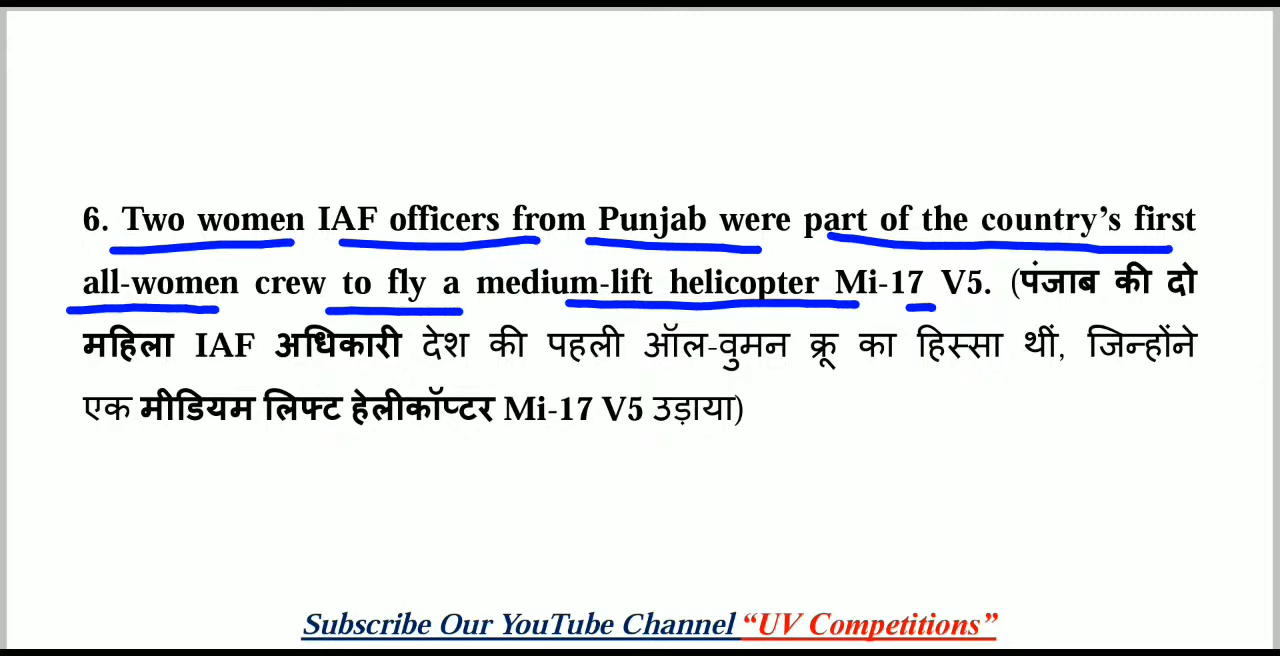 6. Two women IAF officers from Punjab were part of the country’s first
all-women crew to fly a medium-lift helicopter Mi-17 V5. (पंजाब की दो
महिला IAF अधिकारी देश की पहली ऑल-वुमन क्रू का हिस्सा थीं, जिन्होंने
एक मीडियम लिफ्ट हेलीकॉप्टर Mi-17 V5 उड़ाया)
Subscribe Our YouTube Channel “UV Competitions”